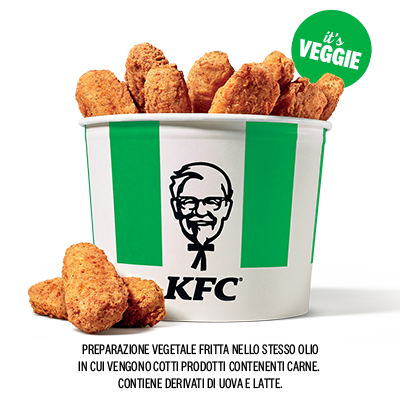 it's
VEGGIE
KFC
PREPARAZIONE VEGETALE FRITTA NELLO STESSO OLIO
IN CUI VENGONO COTTI PRODOTTI CONTENENTI CARNE.
CONTIENE DERIVATI DI UOVA E LATTE.